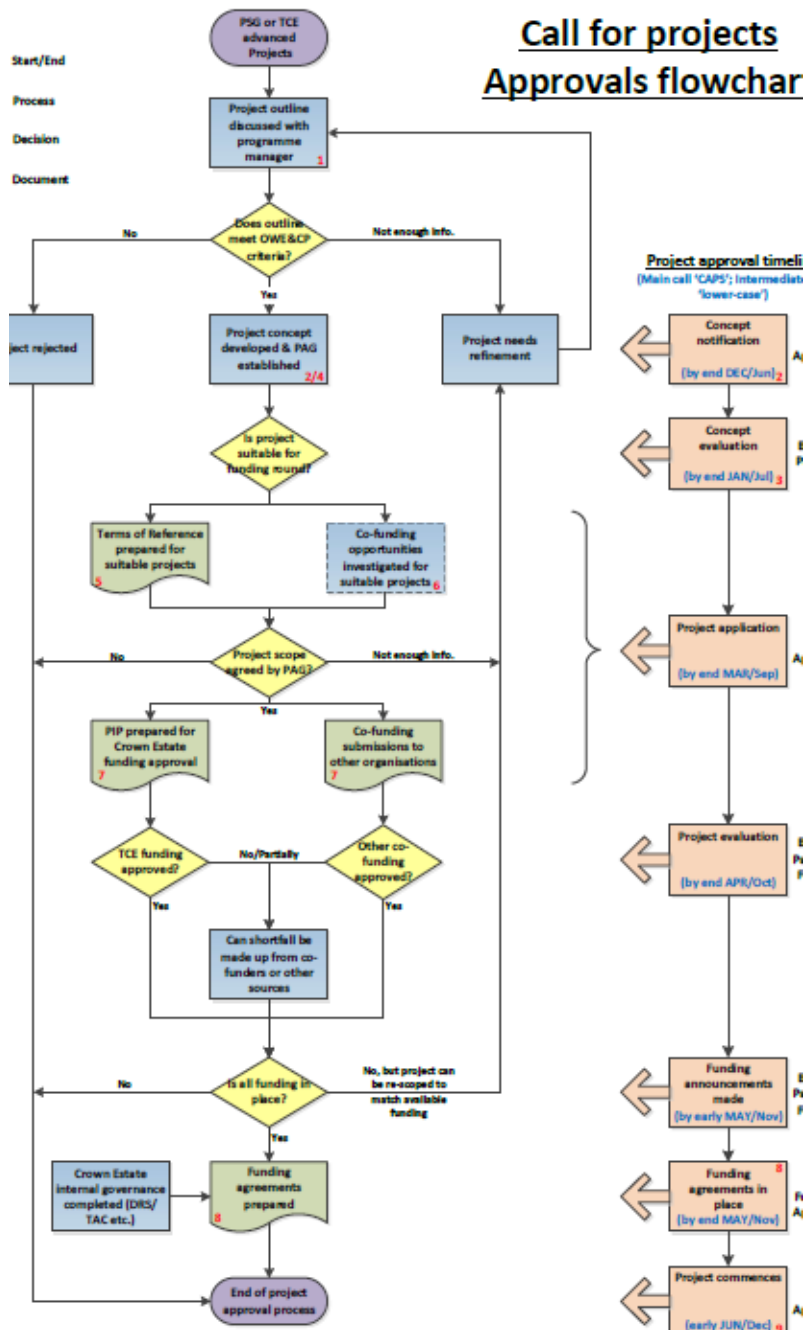 Call for projects
Approvals flowchar
Start/End
Process
Decision
Document
PSG or TCE
advanced
Projects
Project outline
discussed with
programme
manager
1
Does outline
meet OWE&CP
criteria?
No
Not enough info.
Yes
ject rejected
Project concept
developed & PAG
established
2/4
Project needs
refinement
Is project
suitable for
funding round?
Terms of Reference
prepared for
suitable projects
5
Co-funding
opportunities
investigated for
suitable projects
6
Project scope
agreed by PAG?
No
Not enough info.
Yes
PIP prepared for
Crown Estate
funding approval
7
Co-funding
submissions to
other organisations
7
TCE funding
approved?
No/Partially
Other co-
funding
approved?
Yes
Yes
Can shortfall be
made up from co-
funders or other
sources
Is all funding in
place?
No
No, but project can
be re-scoped to
match available
funding
Yes
Crown Estate
internal governance
completed (DRS/
TAC etc.)
Funding
agreements
prepared
8
End of project
approval process
Project approval timeli
(Main call 'CAPS'; Intermediate
'lower-case')
Concept
notification
(by end DEC/Jun)
2
Ap
Concept
evaluation
(by end JAN/Jul)
3
E
P
Project application
(by end MAR/Sep)
Ap
Project evaluation
(by end APR/Oct)
E
Pa
F
Funding
announcements
made
(by early MAY/Nov)
E
Pa
F
8
Funding
agreements in
place
(by end MAY/Nov)
Fu
Ap
Project commences
(early JUN/Dec)
9
Ap